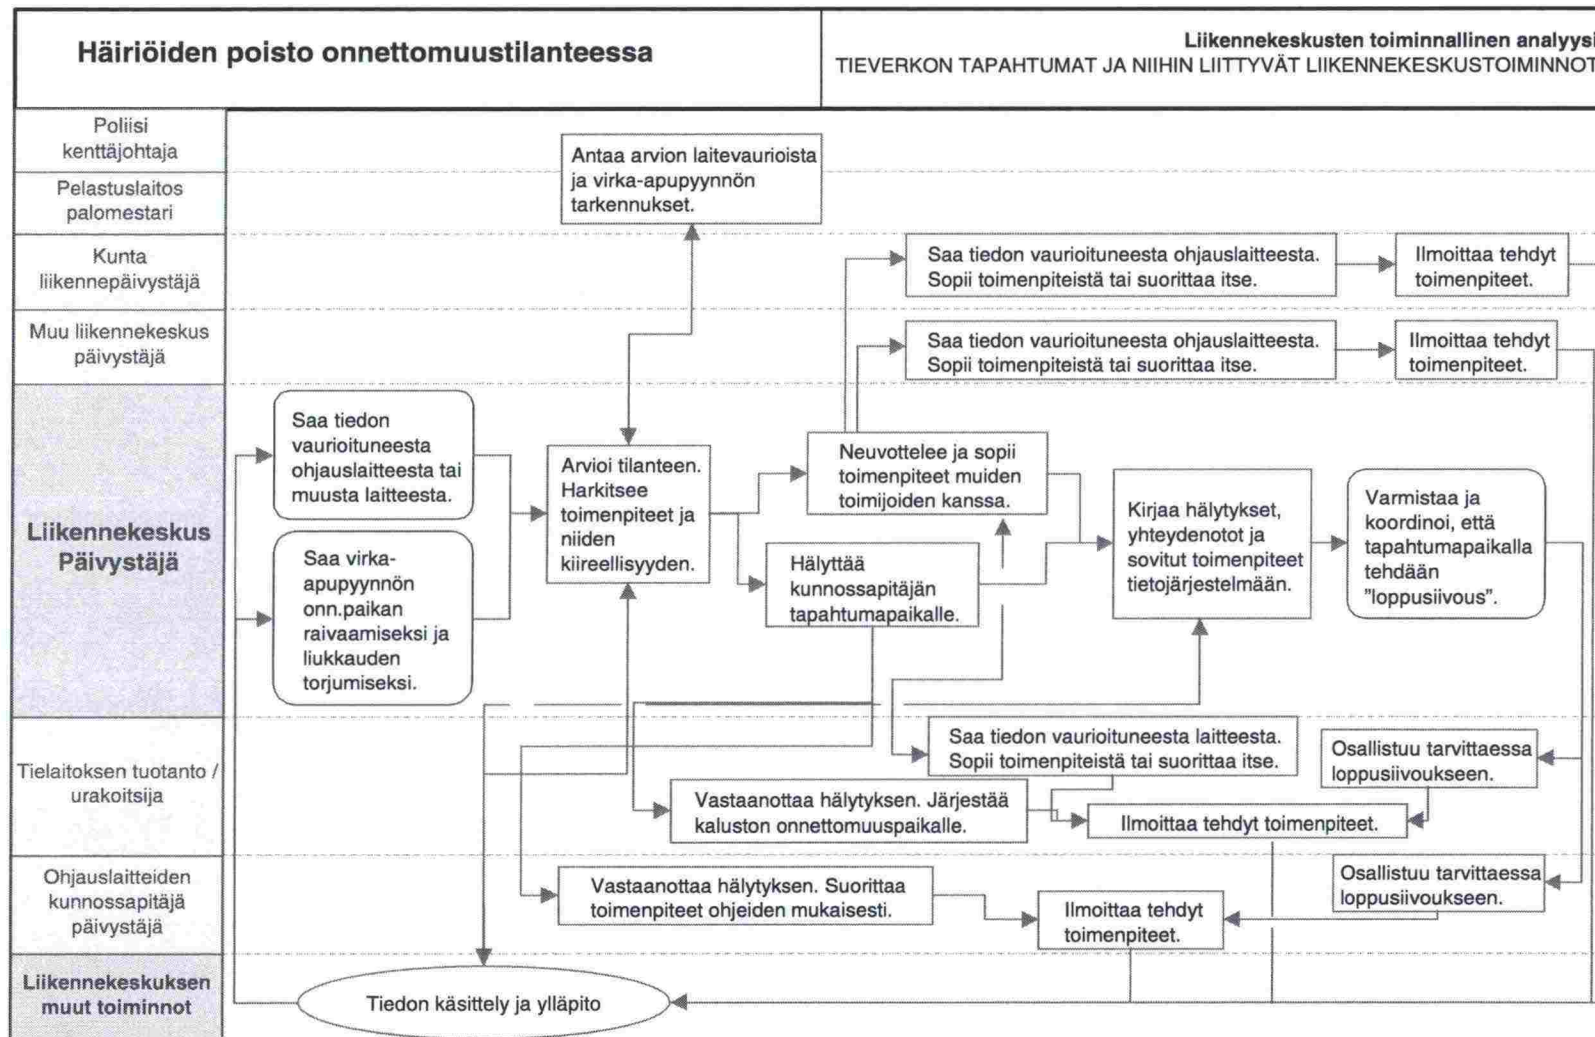 Häiriöiden poisto onnettomuustilanteessa
Liikennekeskusten toiminnallinen analyysi
TIEVERKON TAPAHTUMAT JA NIIHIN LIITTYVÄT LIIKENNEKESKUSTOIMINNOT
Poliisi
kenttäjohtaja
Antaa arvion laitevaurioista
ja virka-apupyynnön
tarkennukset.
Pelastuslaitos
palomestari
Kunta
liikennepäivystäjä
Saa tiedon vaurioituneesta ohjauslaitteesta.
Sopii toimenpiteistä tai suorittaa itse.
Ilmoittaa tehdyt
toimenpiteet.
Muu liikennekeskus
päivystäjä
Saa tiedon vaurioituneesta ohjauslaitteesta.
Sopii toimenpiteistä tai suorittaa itse.
Ilmoittaa tehdyt
toimenpiteet.
Liikennekeskus
Päivystäjä
Saa tiedon
vaurioituneesta
ohjauslaitteesta tai
muusta laitteesta.
Saa virka-
apupyynnön
onn.paikan
raivaamiseksi ja
liukkauden
torjumiseksi.
Arvioi tilanteen.
Harkitsee
toimenpiteet ja
niiden
kiireellisyyden.
Neuvottelee ja sopii
toimenpiteet muiden
toimijoiden kanssa.
Hälyttää
kunnossapitäjän
tapahtumapaikalle.
Kirjaa hälytykset,
yhteydenotot ja
sovitut toimenpiteet
tietojärjestelmään.
Varmistaa ja
koordinoi, että
tapahtumapaikalla
tehdään
"loppusiivous".
Tielaitoksen tuotanto /
urakoitsija
Saa tiedon vaurioituneesta laitteesta.
Sopii toimenpiteistä tai suorittaa itse.
Osallistuu tarvittaessa
loppusiivoukseen.
Vastaanottaa hälytyksen. Järjestää
kaluston onnettomuuspaikalle.
Ilmoittaa tehdyt toimenpiteet.
Ohjauslaitteiden
kunnossapitäjä
päivystäjä
Vastaanottaa hälytyksen. Suorittaa
toimenpiteet ohjeiden mukaisesti.
Ilmoittaa tehdyt
toimenpiteet.
Osallistuu tarvittaessa
loppusiivoukseen.
Liikennekeskuksen
muut toiminnot
Tiedon käsittely ja ylläpito